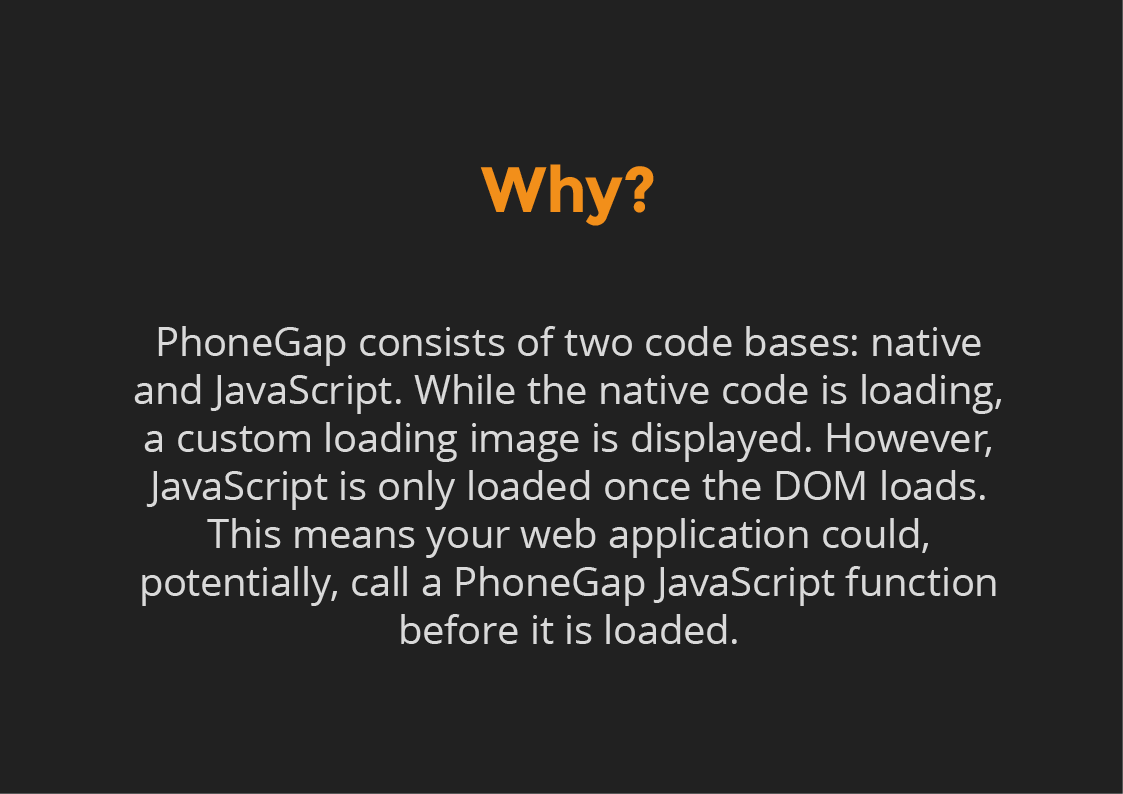 Why?
PhoneGap consists of two code bases: native
and JavaScript. While the native code is loading,
a custom loading image is displayed. However,
JavaScript is only loaded once the DOM loads.
This means your web application could,
potentially, call a PhoneGap JavaScript function
before it is loaded.